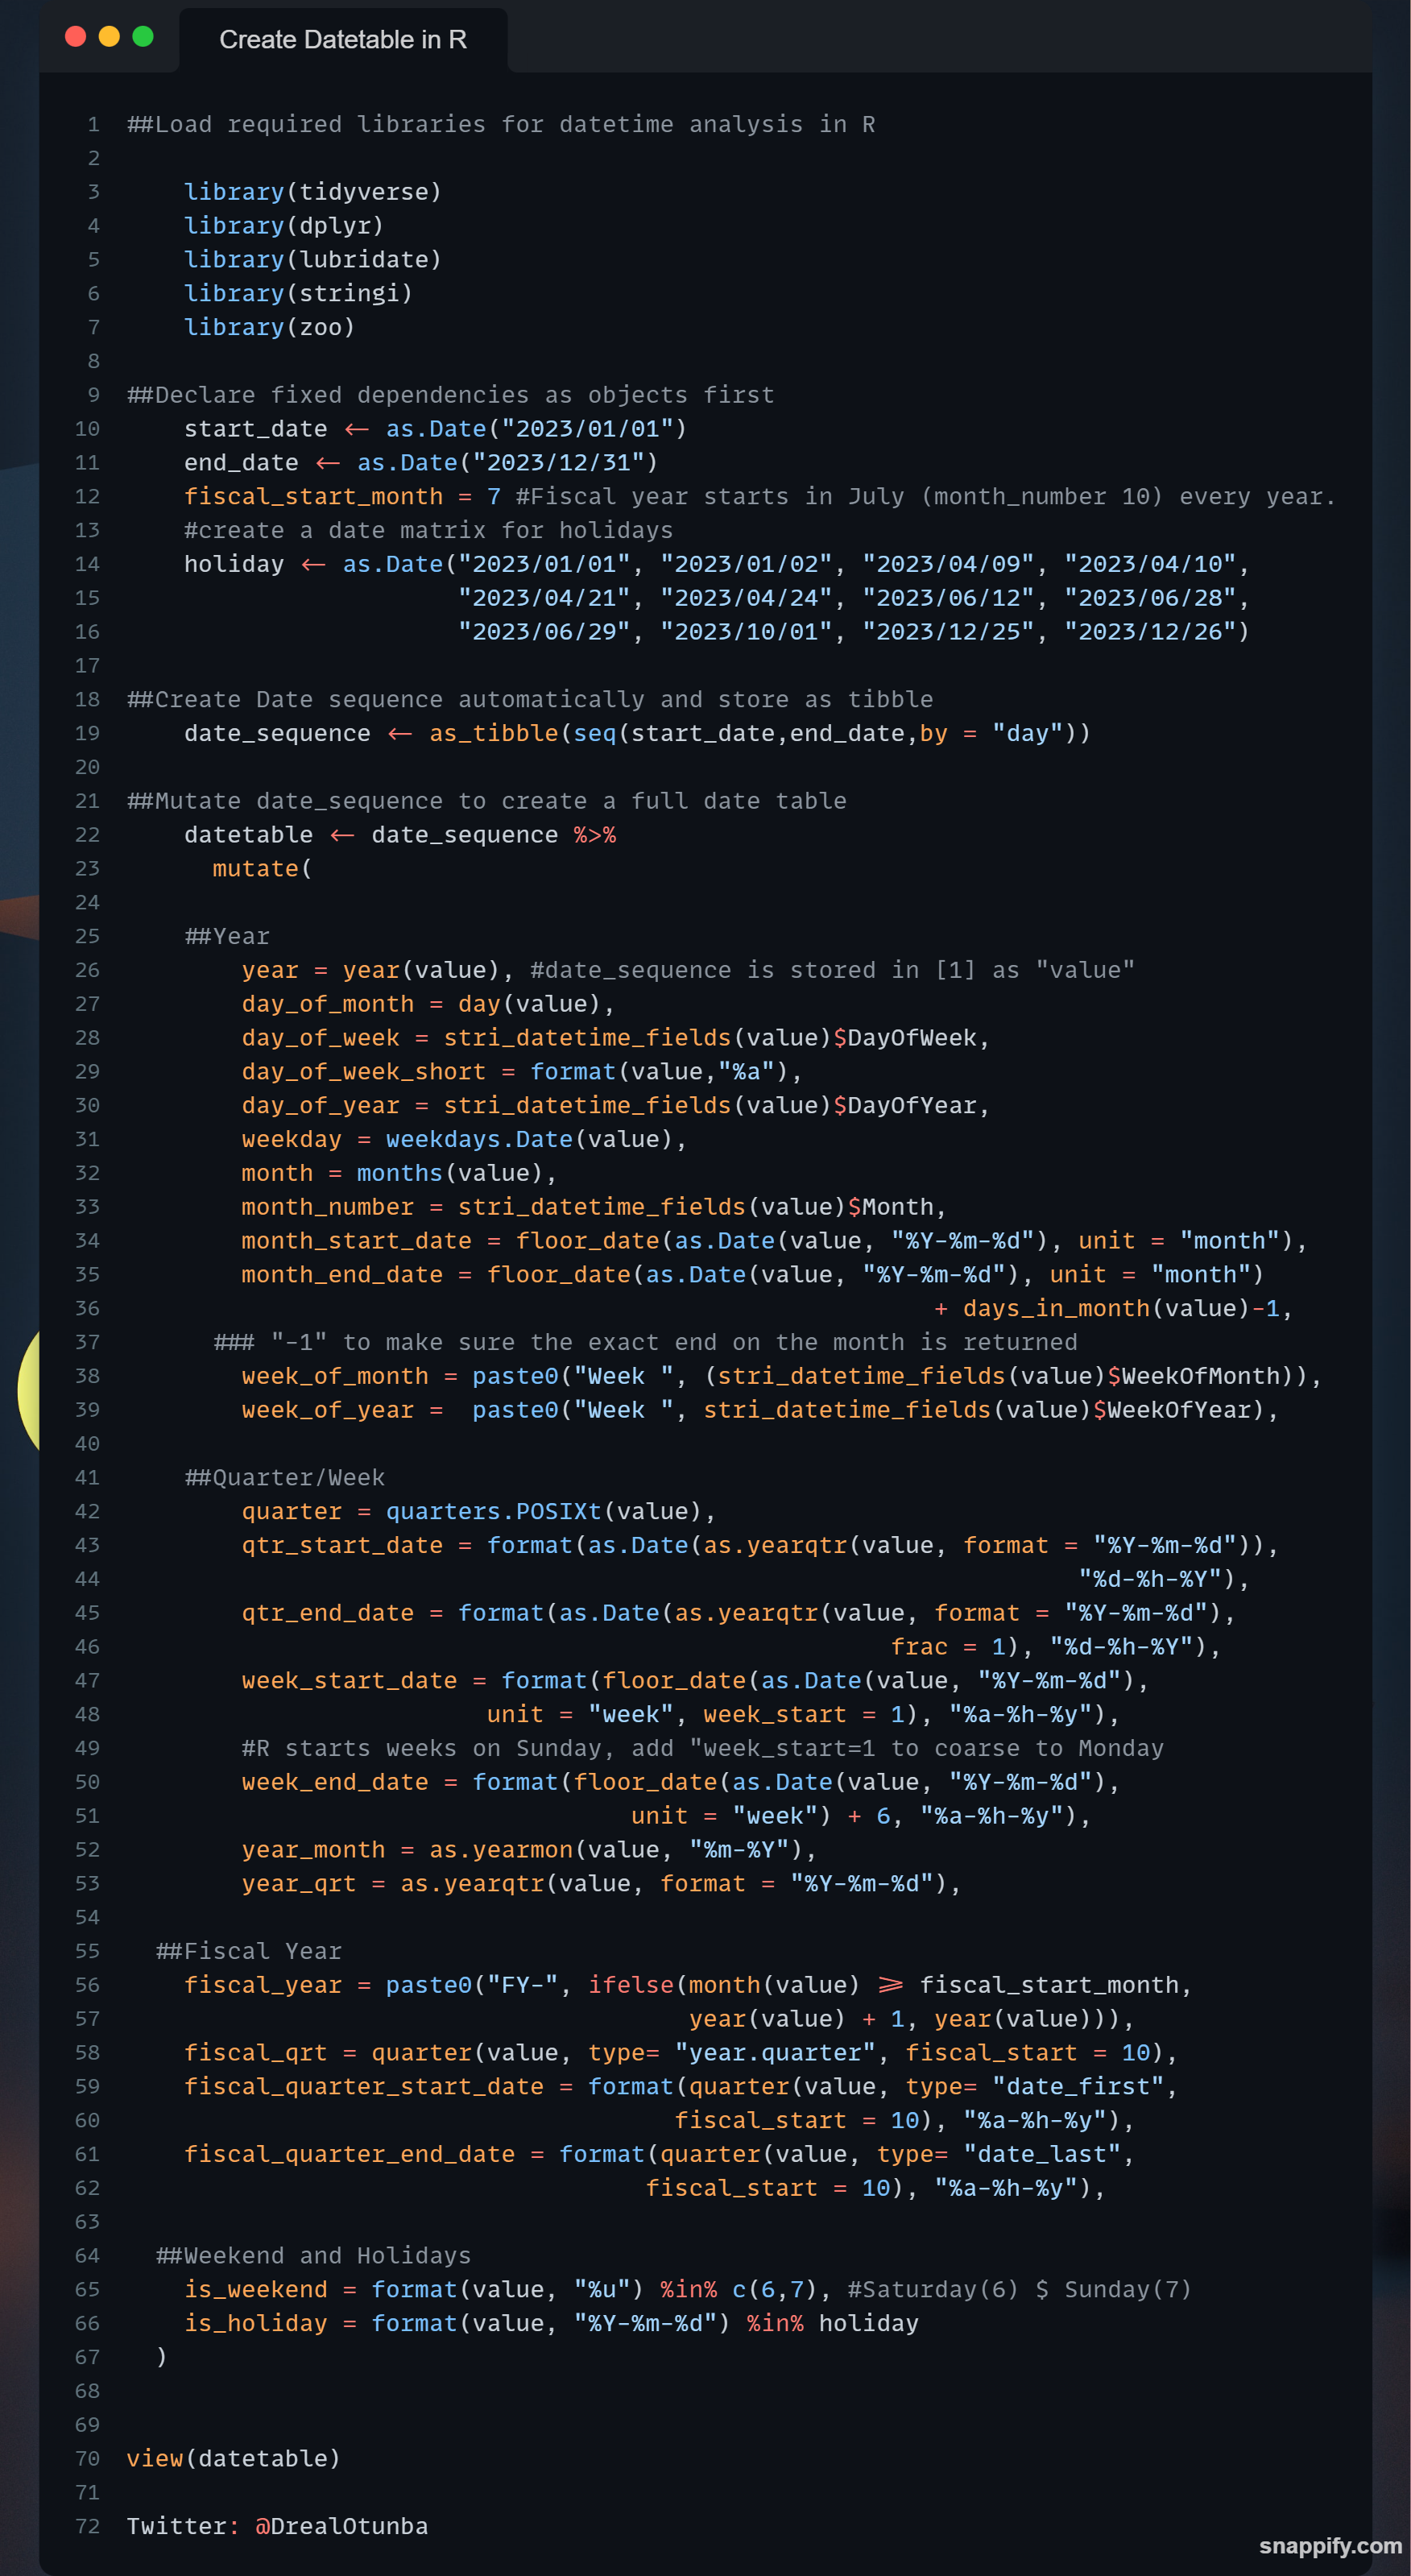 Create Datetable in R
1 ##Load required libraries for datetime analysis in R
2
3 library(tidyverse)
4 library(dplyr)
5 library(lubridate)
6 library(stringi)
7 library(zoo)
8
9 ##Declare fixed dependencies as objects first
10 start_date <- as.Date("2023/01/01")
11 end_date <- as.Date("2023/12/31")
12 fiscal_start_month = 7 #Fiscal year starts in July (month_number 10) every year.
13 #create a date matrix for holidays
14 holiday <- as.Date("2023/01/01", "2023/01/02", "2023/04/09", "2023/04/10",
15 "2023/04/21", "2023/04/24", "2023/06/12", "2023/06/28",
16 "2023/06/29", "2023/10/01", "2023/12/25", "2023/12/26")
17
18 ##Create Date sequence automatically and store as tibble
19 date_sequence <- as_tibble(seq(start_date,end_date,by = "day"))
20
21 ##Mutate date_sequence to create a full date table
22 datetable <- date_sequence %>%
23 mutate(
24
25 ##Year
26 year = year(value), #date_sequence is stored in [1] as "value"
27 day_of_month = day(value),
28 day_of_week = stri_datetime_fields(value)$DayOfWeek,
29 day_of_week_short = format(value,"%a"),
30 day_of_year = stri_datetime_fields(value)$DayOfYear,
31 weekday = weekdays.Date(value),
32 month = months(value),
33 month_number = stri_datetime_fields(value)$Month,
34 month_start_date = floor_date(as.Date(value, "%Y-%m-%d"), unit = "month"),
35 month_end_date = floor_date(as.Date(value, "%Y-%m-%d"), unit = "month")
36 + days_in_month(value)-1,
37 ### "-1" to make sure the exact end on the month is returned
38 week_of_month = paste0("Week ", (stri_datetime_fields(value)$WeekOfMonth)),
39 week_of_year =  paste0("Week ", stri_datetime_fields(value)$WeekOfYear),
40
41 ##Quarter/Week
42 quarter = quarters.POSIXt(value),
43 qtr_start_date = format(as.Date(as.yearqtr(value, format = "%Y-%m-%d")),
44 "%d-%h-%Y"),
45 qtr_end_date = format(as.Date(as.yearqtr(value, format = "%Y-%m-%d"),
46 frac = 1), "%d-%h-%Y"),
47 week_start_date = format(floor_date(as.Date(value, "%Y-%m-%d"),
48 unit = "week", week_start = 1), "%a-%h-%y"),
49 #R starts weeks on Sunday, add "week_start=1 to coarse to Monday
50 week_end_date = format(floor_date(as.Date(value, "%Y-%m-%d"),
51 unit = "week") + 6, "%a-%h-%y"),
52 year_month = as.yearmon(value, "%m-%Y"),
53 year_qrt = as.yearqtr(value, format = "%Y-%m-%d"),
54
55 ##Fiscal Year
56 fiscal_year = paste0("FY-", ifelse(month(value) >= fiscal_start_month,
57 year(value) + 1, year(value))),
58 fiscal_qrt = quarter(value, type= "year.quarter", fiscal_start = 10),
59 fiscal_quarter_start_date = format(quarter(value, type= "date_first",
60 fiscal_start = 10), "%a-%h-%y"),
61 fiscal_quarter_end_date = format(quarter(value, type= "date_last",
62 fiscal_start = 10), "%a-%h-%y"),
63
64 ##Weekend and Holidays
65 is_weekend = format(value, "%u") %in% c(6,7), #Saturday(6) $ Sunday(7)
66 is_holiday = format(value, "%Y-%m-%d") %in% holiday
67 )
68
69
70 view(datetable)
71
72 Twitter: @DrealOtunba
snappify.com